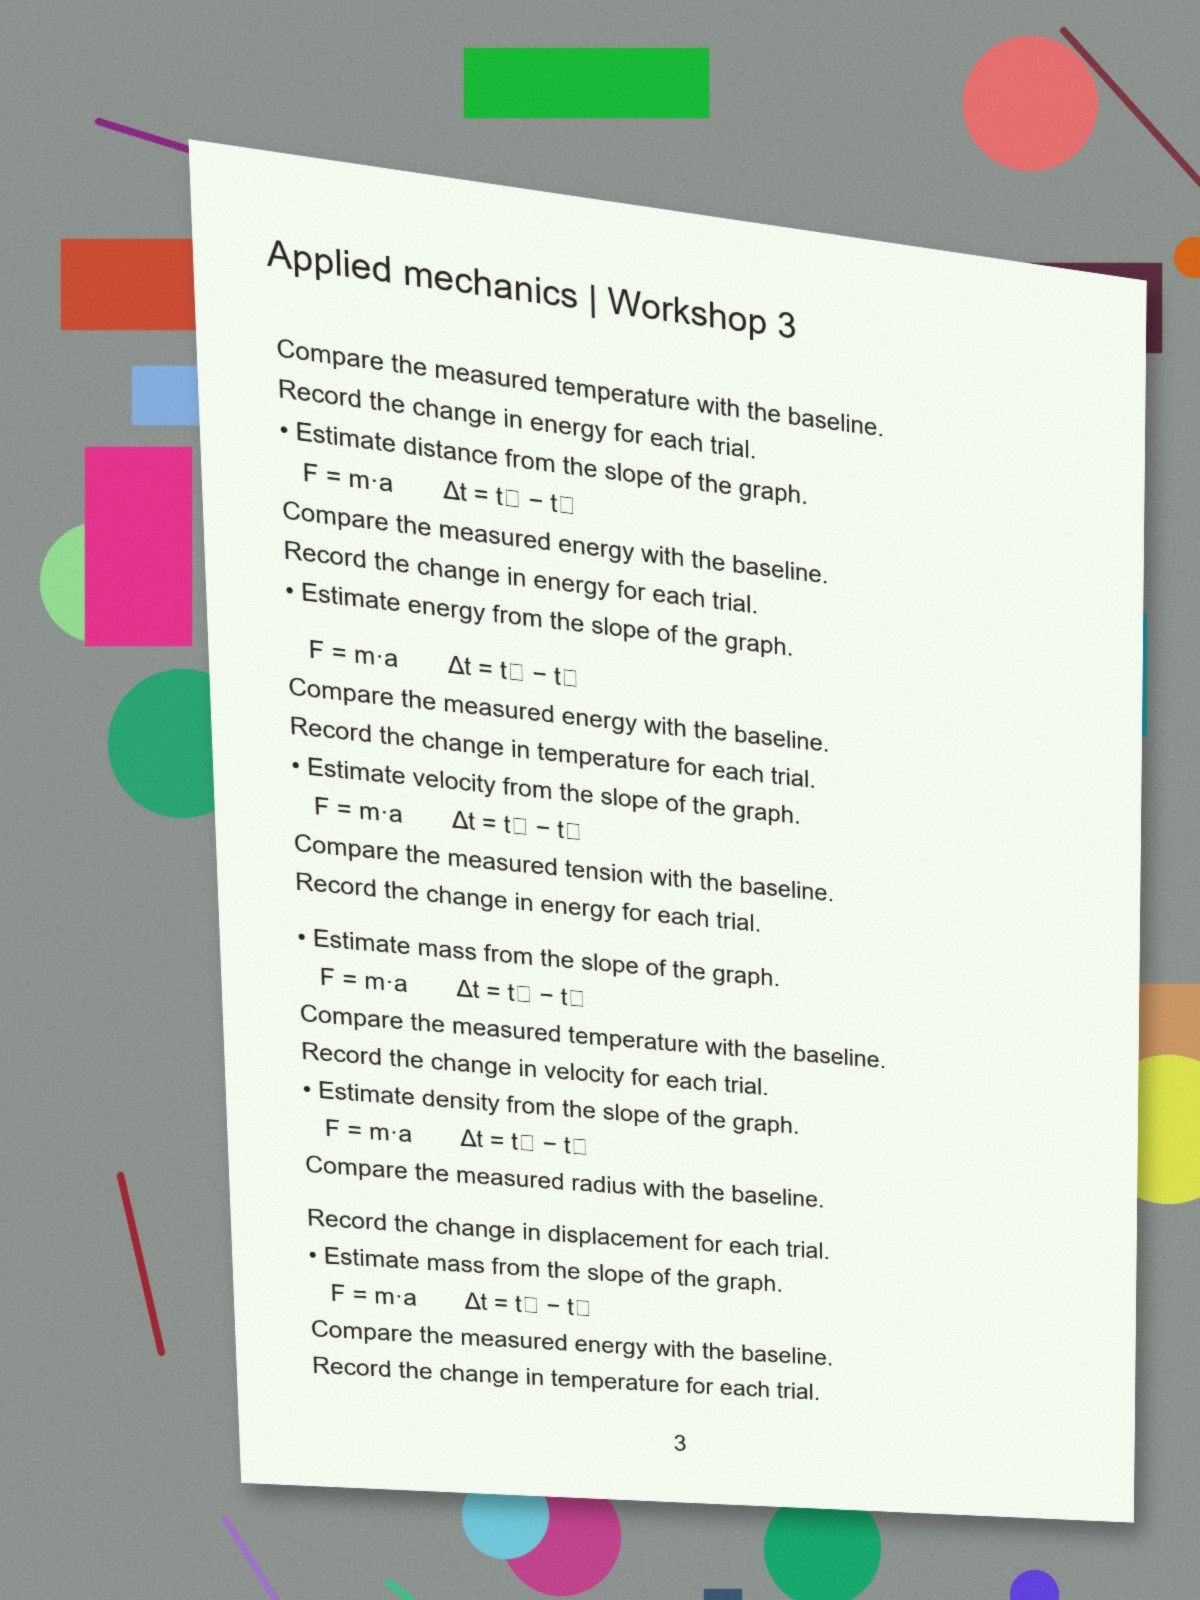 Applied mechanics | Workshop 3
Compare the measured temperature with the baseline.
Record the change in energy for each trial.
• Estimate distance from the slope of the graph.
F = m·a Δt = t□ − t□
Compare the measured energy with the baseline.
Record the change in energy for each trial.
• Estimate energy from the slope of the graph.
F = m·a Δt = t□ − t□
Compare the measured energy with the baseline.
Record the change in temperature for each trial.
• Estimate velocity from the slope of the graph.
F = m·a Δt = t□ − t□
Compare the measured tension with the baseline.
Record the change in energy for each trial.
• Estimate mass from the slope of the graph.
F = m·a Δt = t□ − t□
Compare the measured temperature with the baseline.
Record the change in velocity for each trial.
• Estimate density from the slope of the graph.
F = m·a Δt = t□ − t□
Compare the measured radius with the baseline.
Record the change in displacement for each trial.
• Estimate mass from the slope of the graph.
F = m·a Δt = t□ − t□
Compare the measured energy with the baseline.
Record the change in temperature for each trial.
3